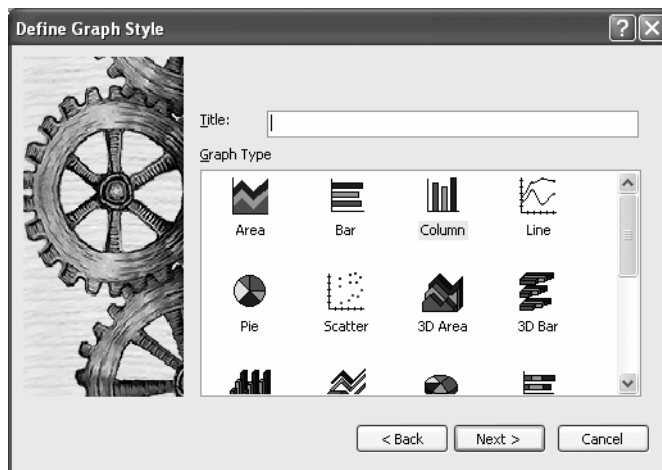 Define Graph Style
Title:
Graph Type
Area Bar Column Line
Pie Scatter 3D Area 3D Bar
< Back Next > Cancel